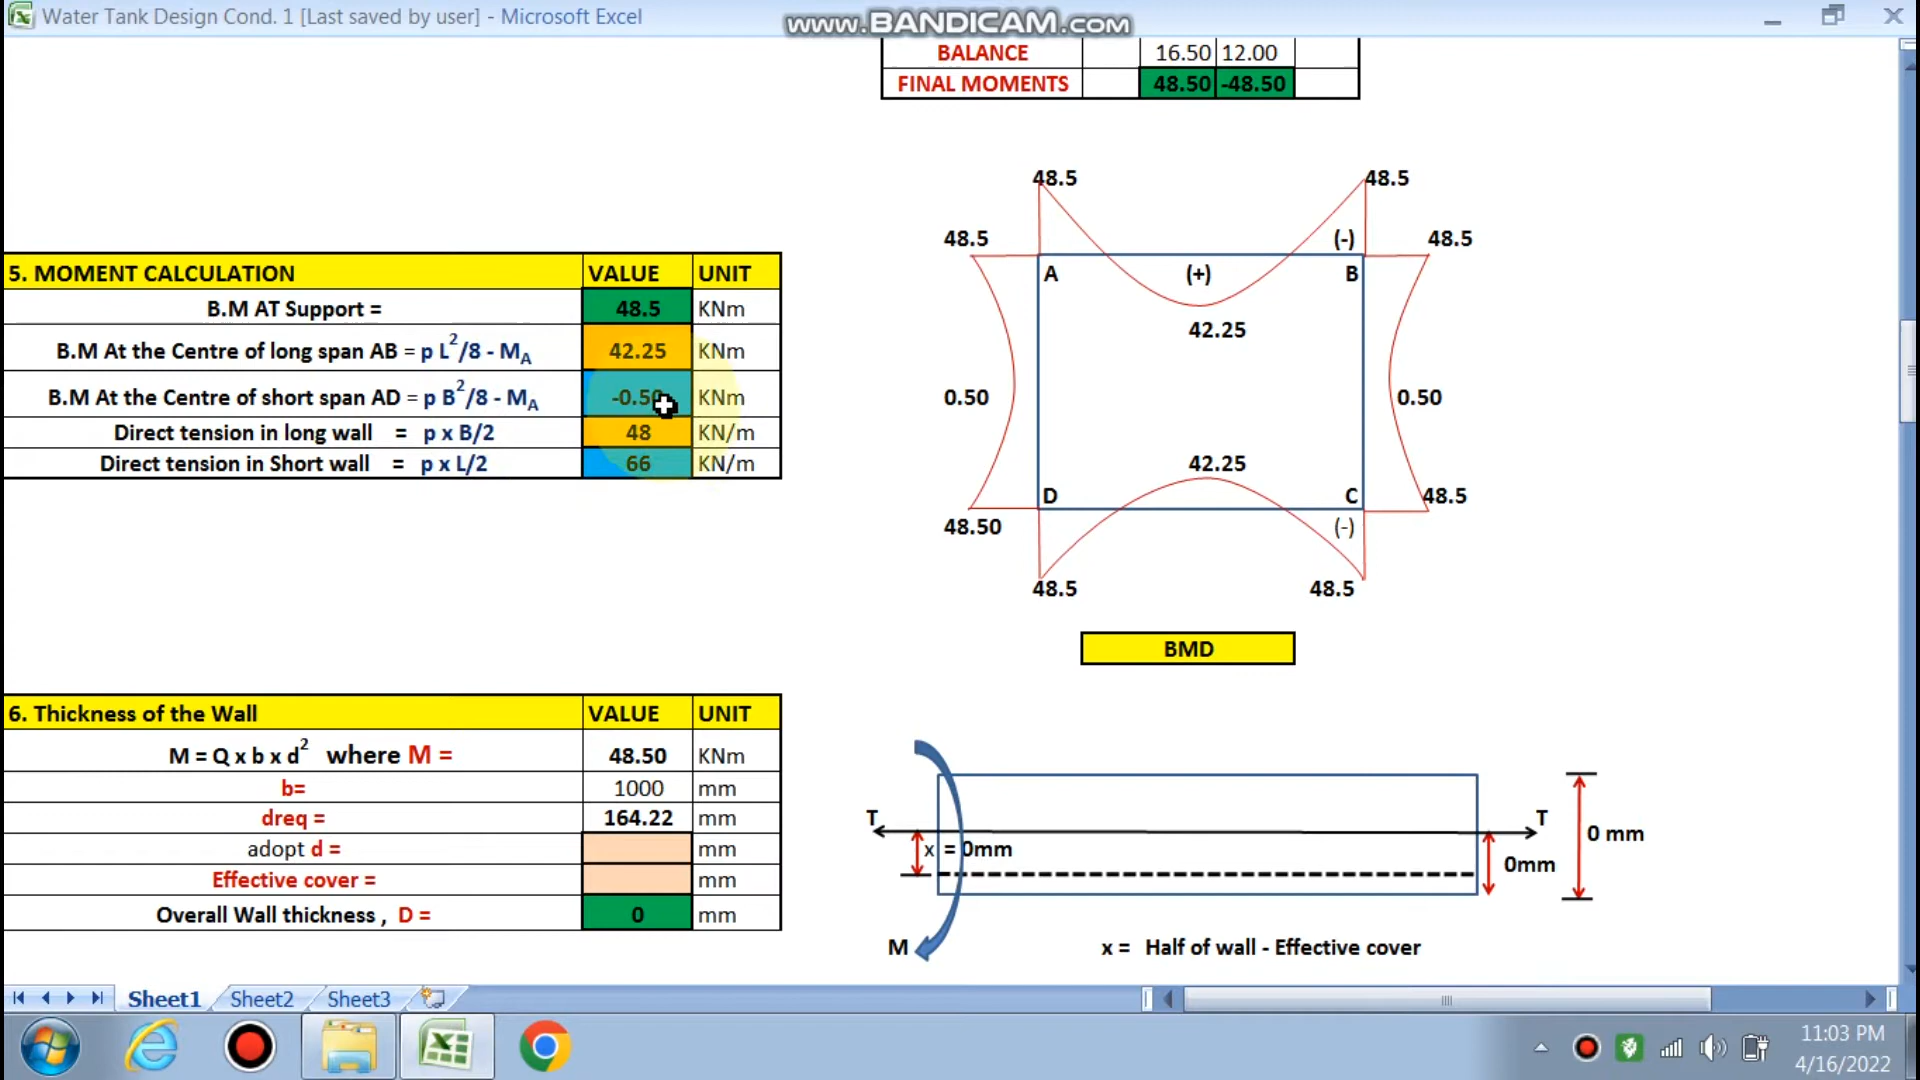 Water Tank Design Cond. 1 [Last saved by user] - Microsoft Excel
www.BANDICAM.com
BALANCE 16.50 12.00
FINAL MOMENTS 48.50 -48.50
5. MOMENT CALCULATION VALUE UNIT
B.M AT Support = 48.5 KNm
B.M At the Centre of long span AB = p L²/8 - MA 42.25 KNm
B.M At the Centre of short span AD = p B²/8 - MA -0.50 KNm
Direct tension in long wall = p x B/2 48 KN/m
Direct tension in Short wall = p x L/2 66 KN/m
48.5 48.5
48.5 (-) 48.5
A (+) B
42.25
0.50 0.50
42.25
D C 48.5
48.50 (-)
48.5 48.5
BMD
6. Thickness of the Wall VALUE UNIT
M = Q x b x d² where M = 48.50 KNm
b= 1000 mm
dreq = 164.22 mm
adopt d = mm
Effective cover = mm
Overall Wall thickness , D = 0 mm
T T
x = 0mm 0mm 0 mm
M x = Half of wall - Effective cover
Sheet1 Sheet2 Sheet3
11:03 PM
4/16/2022